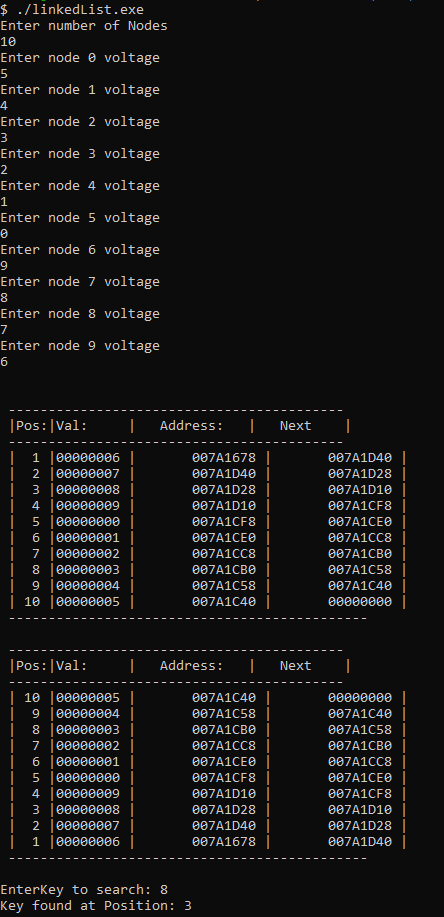 $ ./linkedList.exe
Enter number of Nodes
10
Enter node 0 voltage
5
Enter node 1 voltage
4
Enter node 2 voltage
3
Enter node 3 voltage
2
Enter node 4 voltage
1
Enter node 5 voltage
0
Enter node 6 voltage
9
Enter node 7 voltage
8
Enter node 8 voltage
7
Enter node 9 voltage
6
------------------------------------------
|Pos:|Val:     |   Address:   |   Next    |
------------------------------------------
|  1 |00000006 |       007A1678 |       007A1D40 |
|  2 |00000007 |       007A1D40 |       007A1D28 |
|  3 |00000008 |       007A1D28 |       007A1D10 |
|  4 |00000009 |       007A1D10 |       007A1CF8 |
|  5 |00000000 |       007A1CF8 |       007A1CE0 |
|  6 |00000001 |       007A1CE0 |       007A1CC8 |
|  7 |00000002 |       007A1CC8 |       007A1CB0 |
|  8 |00000003 |       007A1CB0 |       007A1C58 |
|  9 |00000004 |       007A1C58 |       007A1C40 |
| 10 |00000005 |       007A1C40 |       00000000 |
---------------------------------------------
------------------------------------------
|Pos:|Val:     |   Address:   |   Next    |
------------------------------------------
| 10 |00000005 |       007A1C40 |       00000000 |
|  9 |00000004 |       007A1C58 |       007A1C40 |
|  8 |00000003 |       007A1CB0 |       007A1C58 |
|  7 |00000002 |       007A1CC8 |       007A1CB0 |
|  6 |00000001 |       007A1CE0 |       007A1CC8 |
|  5 |00000000 |       007A1CF8 |       007A1CE0 |
|  4 |00000009 |       007A1D10 |       007A1CF8 |
|  3 |00000008 |       007A1D28 |       007A1D10 |
|  2 |00000007 |       007A1D40 |       007A1D28 |
|  1 |00000006 |       007A1678 |       007A1D40 |
---------------------------------------------
EnterKey to search: 8
Key found at Position: 3